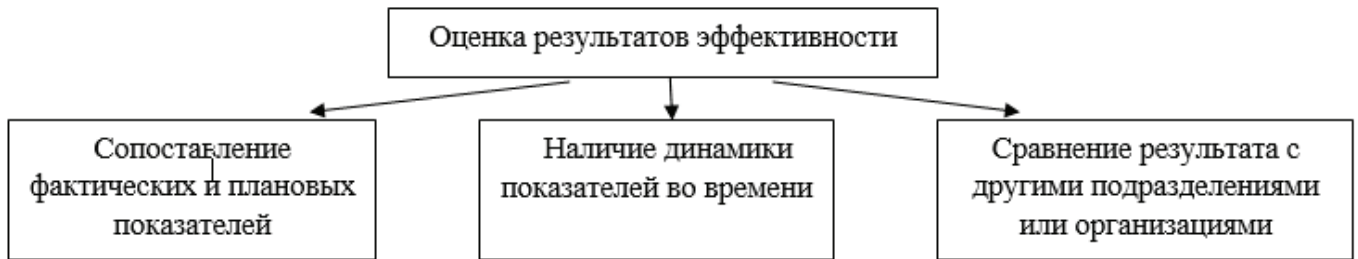 Оценка результатов эффективности
Сопоставление
фактических и плановых
показателей
Наличие динамики
показателей во времени
Сравнение результата с
другими подразделениями
или организациями